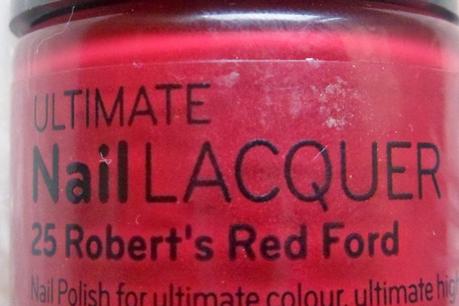 ULTIMATE
Nail LACQUER
25 Robert's Red Ford
Nail Polish for ultimate colour, ultimate